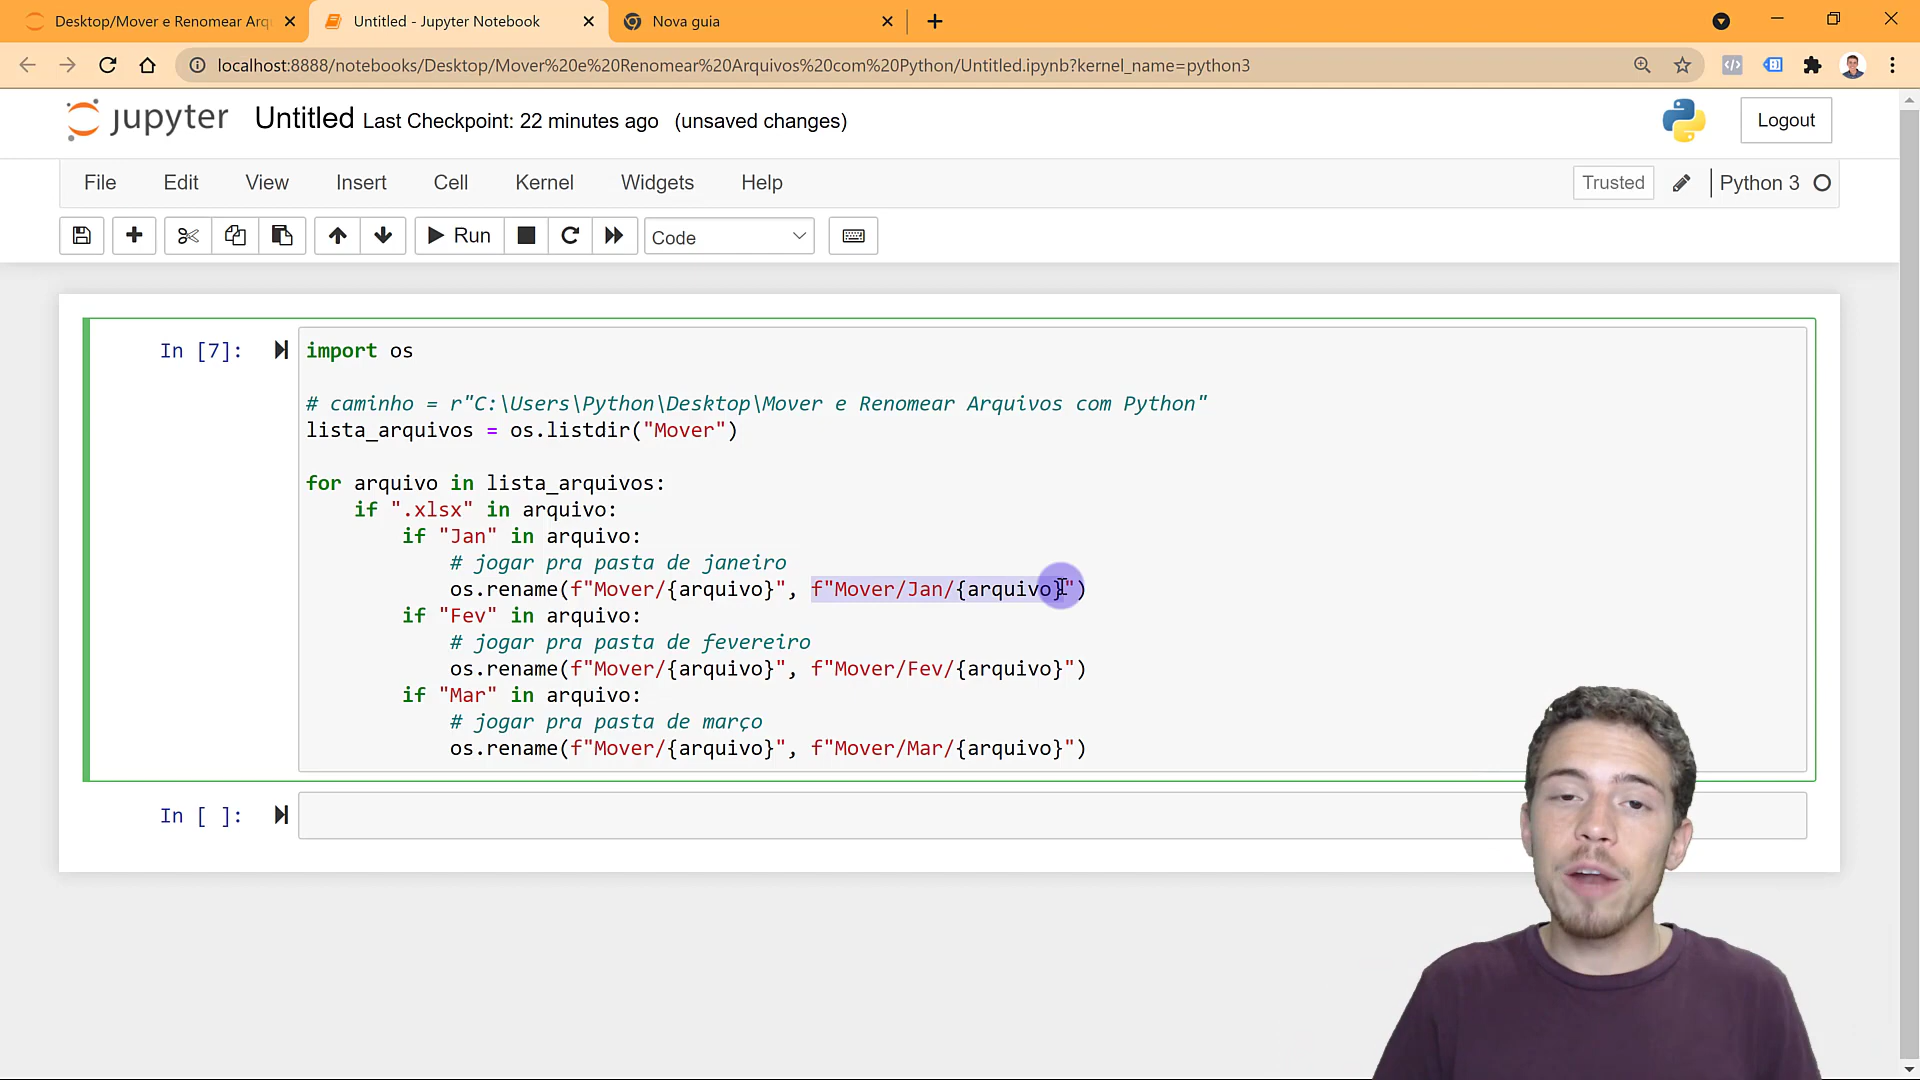 Desktop/Mover e Renomear Arq
Untitled - Jupyter Notebook
Nova guia
localhost:8888/notebooks/Desktop/Mover%20e%20Renomear%20Arquivos%20com%20Python/Untitled.ipynb?kernel_name=python3
jupyter Untitled Last Checkpoint: 22 minutes ago (unsaved changes)
Logout
File Edit View Insert Cell Kernel Widgets Help
Trusted
Python 3
Run
Code
In [7]:
import os
# caminho = r"C:\Users\Python\Desktop\Mover e Renomear Arquivos com Python"
lista_arquivos = os.listdir("Mover")
for arquivo in lista_arquivos:
if ".xlsx" in arquivo:
if "Jan" in arquivo:
# jogar pra pasta de janeiro
os.rename(f"Mover/{arquivo}", f"Mover/Jan/{arquivo}")
if "Fev" in arquivo:
# jogar pra pasta de fevereiro
os.rename(f"Mover/{arquivo}", f"Mover/Fev/{arquivo}")
if "Mar" in arquivo:
# jogar pra pasta de março
os.rename(f"Mover/{arquivo}", f"Mover/Mar/{arquivo}")
In [ ]: